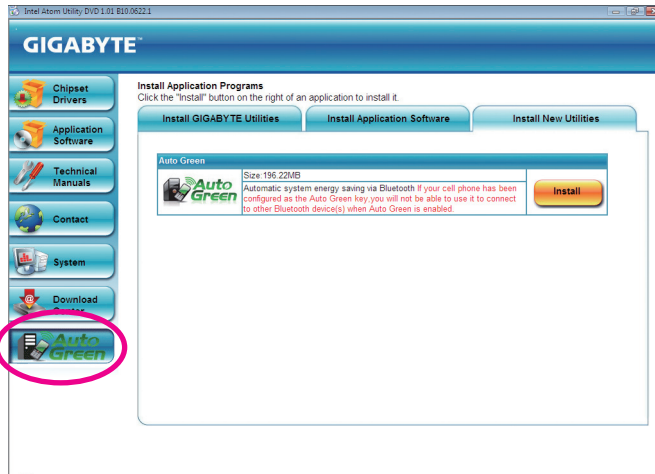 Intel Atom Utility DVD 1.01 B10.0622.1
GIGABYTE™
Chipset
Drivers
Application
Software
Technical
Manuals
Contact
System
Download
Auto
Green
Install Application Programs
Click the "Install" button on the right of an application to install it.
Install GIGABYTE Utilities
Install Application Software
Install New Utilities
Auto Green
Auto
Green
Size:196.22MB
Automatic system energy saving via Bluetooth If your cell phone has been
configured as the Auto Green key,you will not be able to use it to connect
to other Bluetooth device(s) when Auto Green is enabled.
Install